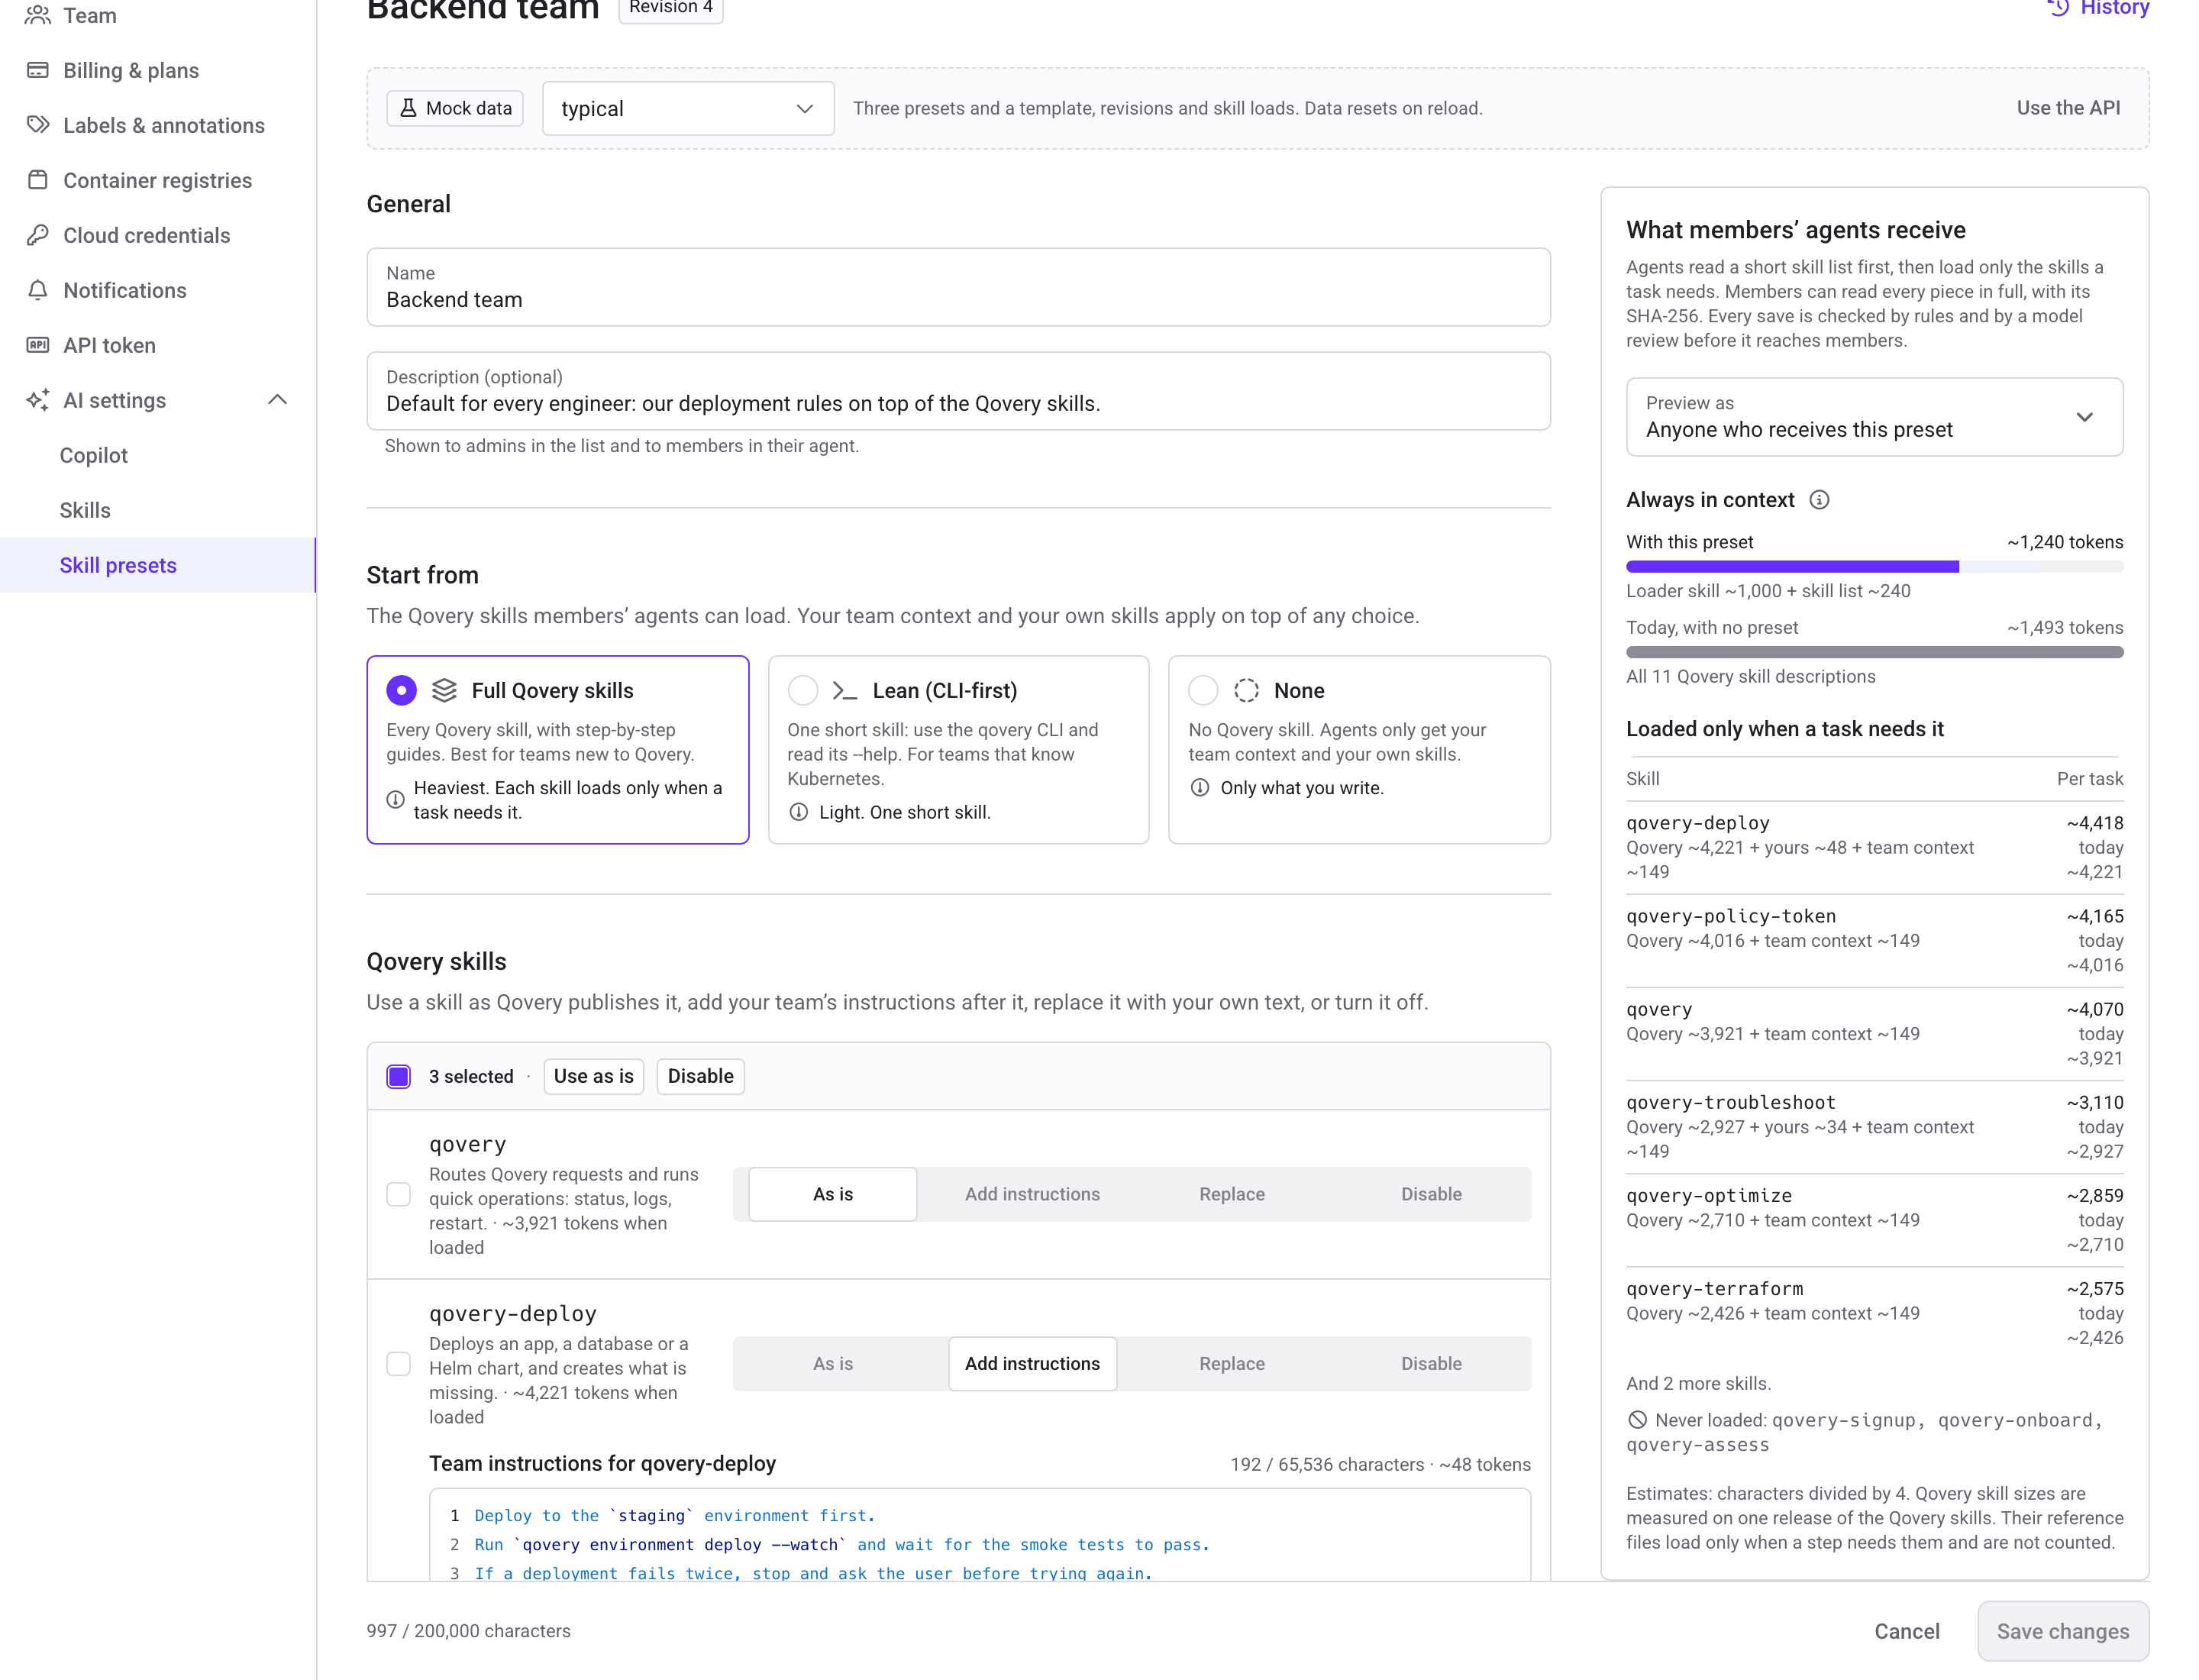 Team
Billing & plans
Labels & annotations
Container registries
Cloud credentials
Notifications
API token
AI settings
Copilot
Skills
Skill presets
Backend team
Revision 4
History
Mock data
typical
Three presets and a template, revisions and skill loads. Data resets on reload.
Use the API
General
Name
Backend team
Description (optional)
Default for every engineer: our deployment rules on top of the Qovery skills.
Shown to admins in the list and to members in their agent.
Start from
The Qovery skills members’ agents can load. Your team context and your own skills apply on top of any choice.
Full Qovery skills
Every Qovery skill, with step-by-step
guides. Best for teams new to Qovery.
Heaviest. Each skill loads only when a
task needs it.
Lean (CLI-first)
One short skill: use the qovery CLI and
read its --help. For teams that know
Kubernetes.
Light. One short skill.
None
No Qovery skill. Agents only get your
team context and your own skills.
Only what you write.
Qovery skills
Use a skill as Qovery publishes it, add your team’s instructions after it, replace it with your own text, or turn it off.
3 selected · Use as is Disable
qovery
Routes Qovery requests and runs
quick operations: status, logs,
restart. · ~3,921 tokens when
loaded
As is Add instructions Replace Disable
qovery-deploy
Deploys an app, a database or a
Helm chart, and creates what is
missing. · ~4,221 tokens when
loaded
As is Add instructions Replace Disable
Team instructions for qovery-deploy
192 / 65,536 characters · ~48 tokens
1 Deploy to the `staging` environment first.
2 Run `qovery environment deploy --watch` and wait for the smoke tests to pass.
3 If a deployment fails twice, stop and ask the user before trying again.
What members’ agents receive
Agents read a short skill list first, then load only the skills a
task needs. Members can read every piece in full, with its
SHA-256. Every save is checked by rules and by a model
review before it reaches members.
Preview as
Anyone who receives this preset
Always in context
With this preset ~1,240 tokens
Loader skill ~1,000 + skill list ~240
Today, with no preset ~1,493 tokens
All 11 Qovery skill descriptions
Loaded only when a task needs it
Skill Per task
qovery-deploy ~4,418
Qovery ~4,221 + yours ~48 + team context today
~149 ~4,221
qovery-policy-token ~4,165
Qovery ~4,016 + team context ~149 today
~4,016
qovery ~4,070
Qovery ~3,921 + team context ~149 today
~3,921
qovery-troubleshoot ~3,110
Qovery ~2,927 + yours ~34 + team context today
~149 ~2,927
qovery-optimize ~2,859
Qovery ~2,710 + team context ~149 today
~2,710
qovery-terraform ~2,575
Qovery ~2,426 + team context ~149 today
~2,426
And 2 more skills.
Never loaded: qovery-signup, qovery-onboard,
qovery-assess
Estimates: characters divided by 4. Qovery skill sizes are
measured on one release of the Qovery skills. Their reference
files load only when a step needs them and are not counted.
997 / 200,000 characters
Cancel
Save changes